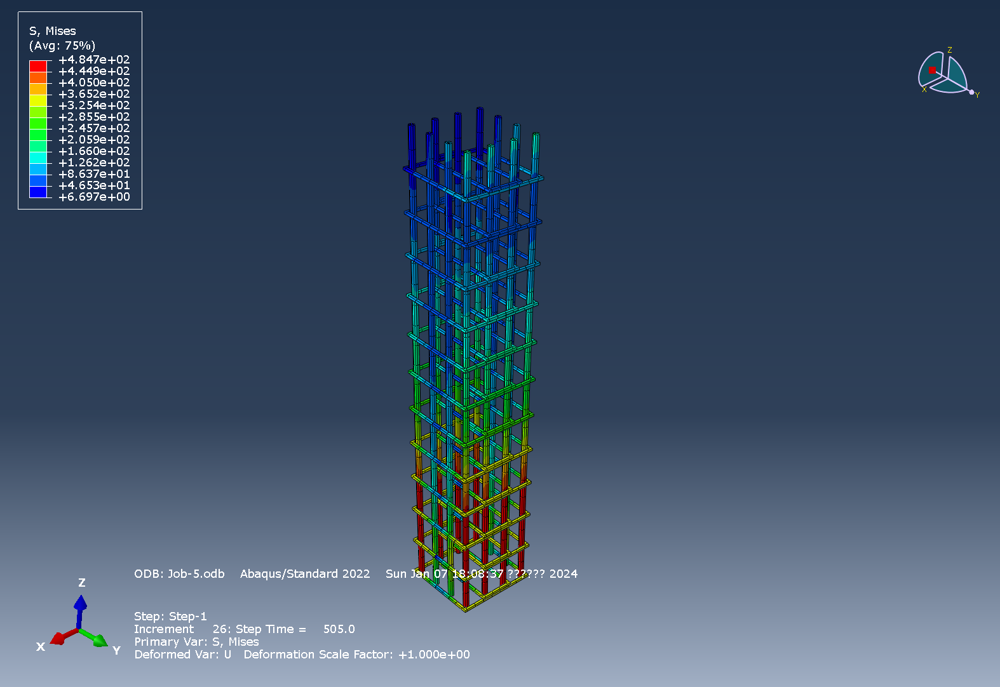 S, Mises
(Avg: 75%)
+4.847e+02
+4.449e+02
+4.050e+02
+3.652e+02
+3.254e+02
+2.855e+02
+2.457e+02
+2.059e+02
+1.660e+02
+1.262e+02
+8.637e+01
+4.653e+01
+6.697e+00
Z
X
Y
ODB: Job-5.odb Abaqus/Standard 2022 Sun Jan 07 18:08:37 ?????? 2024
Z
X
Y
Step: Step-1
Increment 26: Step Time = 505.0
Primary Var: S, Mises
Deformed Var: U Deformation Scale Factor: +1.000e+00